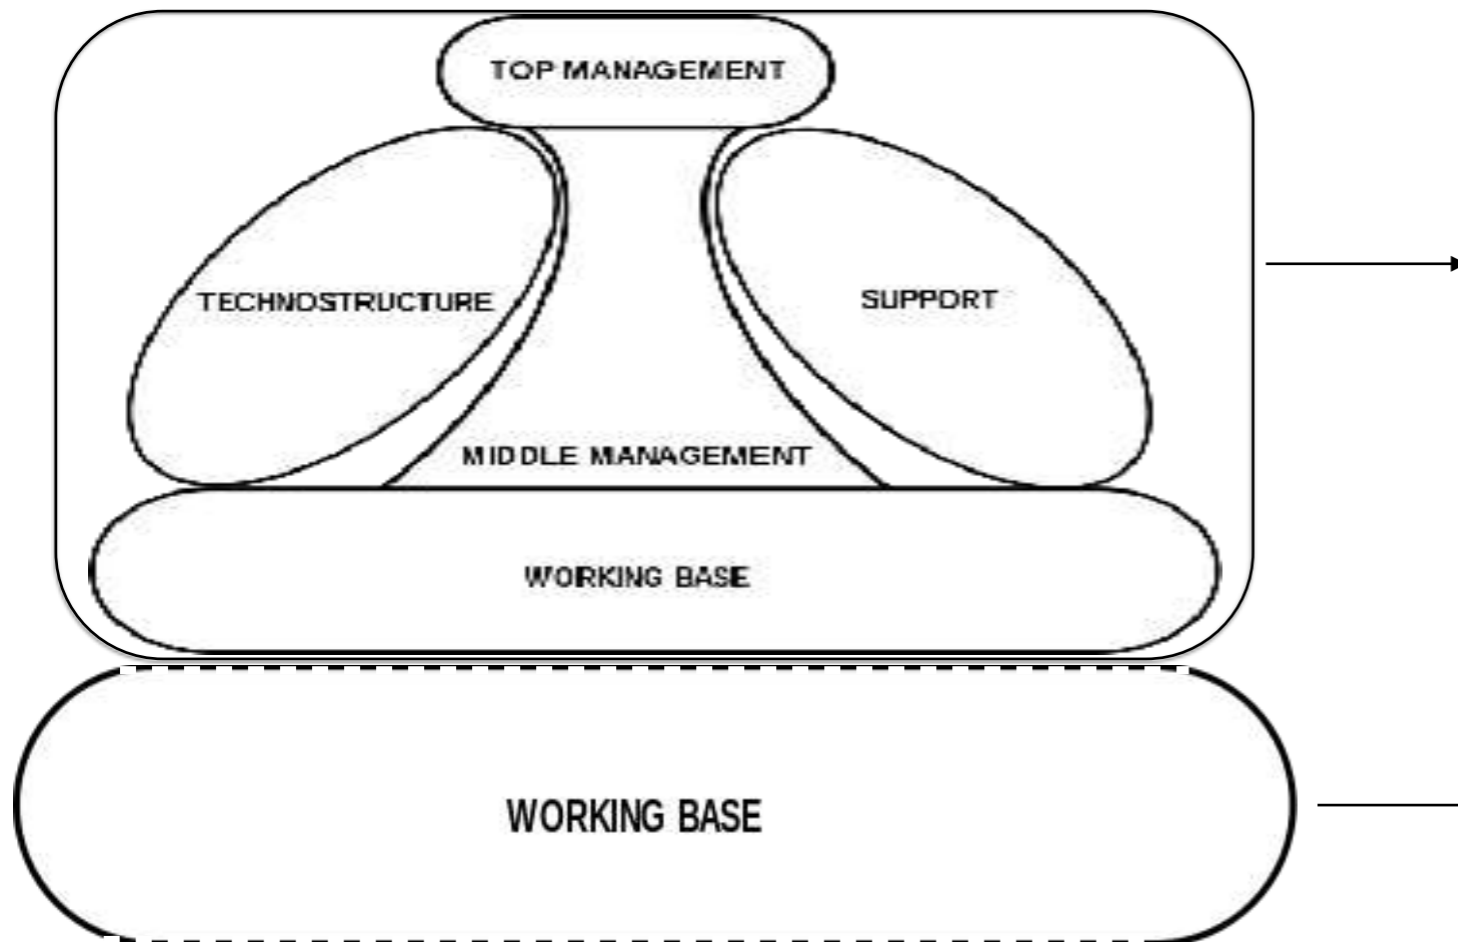 TOP MANAGEMENT
TECHNOSTRUCTURE
SUPPORT
MIDDLE MANAGEMENT
WORKING BASE
WORKING BASE